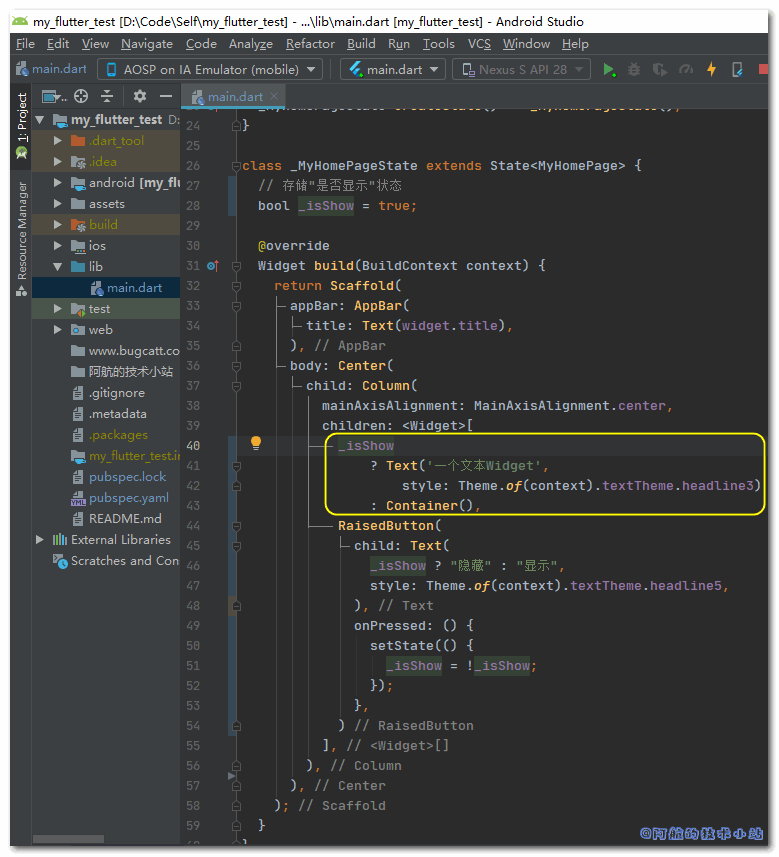 my_flutter_test [D:\Code\Self\my_flutter_test] - ...\lib\main.dart [my_flutter_test] - Android Studio
File Edit View Navigate Code Analyze Refactor Build Run Tools VCS Window Help
main.dart AOSP on IA Emulator (mobile) main.dart Nexus S API 28
1: Project
Resource Manager
my_flutter_test D:
.dart_tool
.idea
android [my_flu
assets
build
ios
lib
main.dart
test
web
www.bugcatt.co
阿航的技术小站
.gitignore
.metadata
.packages
my_flutter_test.in
pubspec.lock
pubspec.yaml
README.md
External Libraries
Scratches and Con
main.dart
24 }
25
26 class _MyHomePageState extends State<MyHomePage> {
27 // 存储"是否显示"状态
28 bool _isShow = true;
29
30 @override
31 Widget build(BuildContext context) {
32 return Scaffold(
33 appBar: AppBar(
34 title: Text(widget.title),
35 ), // AppBar
36 body: Center(
37 child: Column(
38 mainAxisAlignment: MainAxisAlignment.center,
39 children: <Widget>[
40 _isShow
41 ? Text('一个文本Widget',
42 style: Theme.of(context).textTheme.headline3)
43 : Container(),
44 RaisedButton(
45 child: Text(
46 _isShow ? "隐藏" : "显示",
47 style: Theme.of(context).textTheme.headline5,
48 ), // Text
49 onPressed: () {
50 setState(() {
51 _isShow = !_isShow;
52 });
53 },
54 ) // RaisedButton
55 ], // <Widget>[]
56 ), // Column
57 ), // Center
58 ); // Scaffold
59 }
@阿航的技术小站